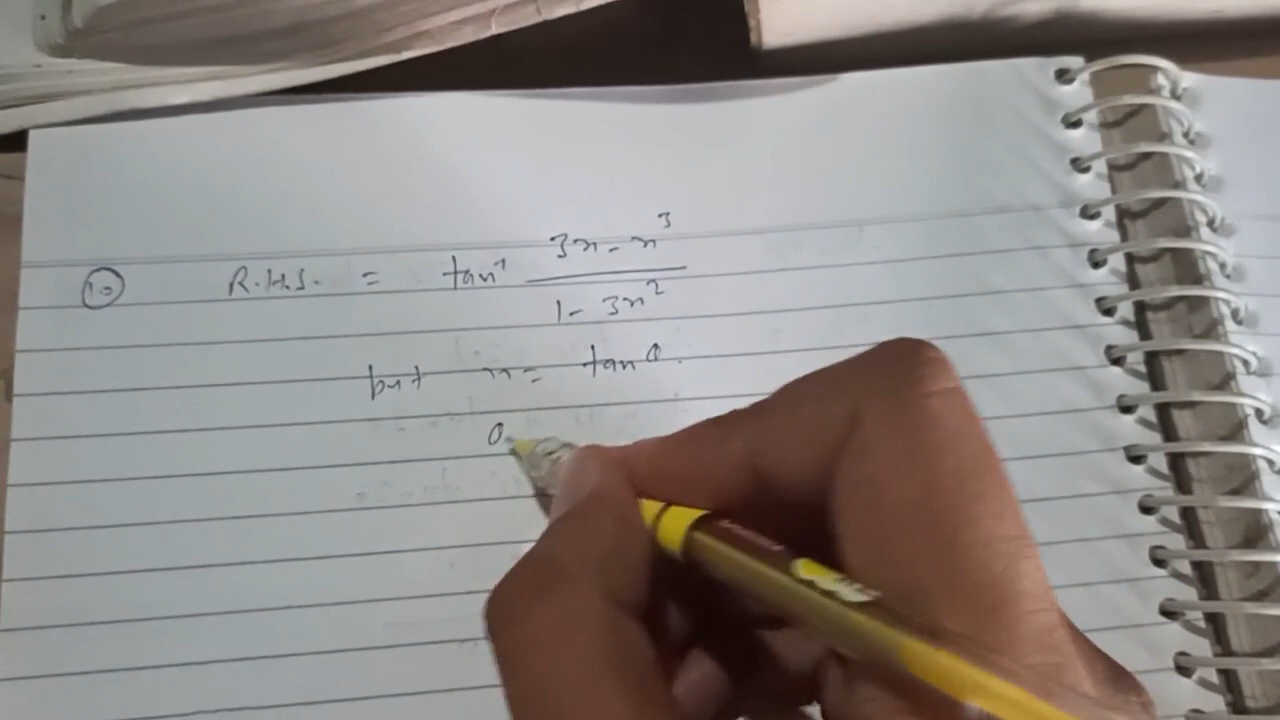 10 R.H.S. = tan⁻¹ (3x - x³)/(1 - 3x²)
put x = tan θ.
θ